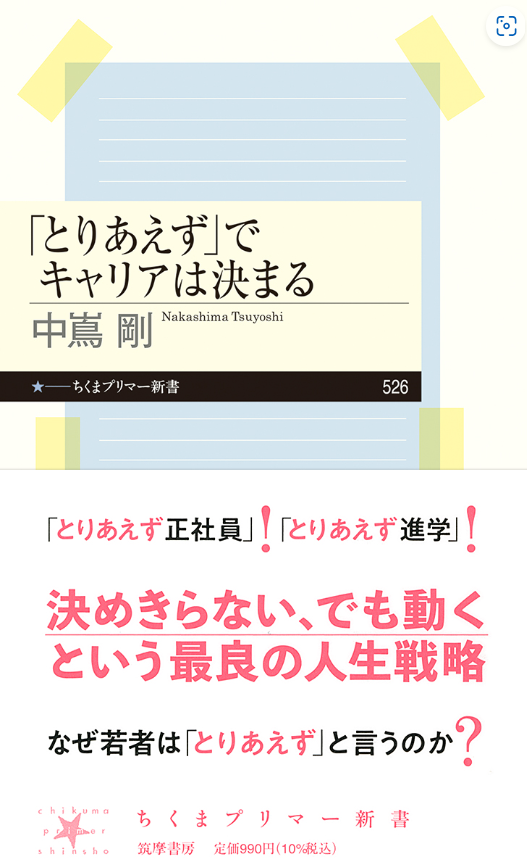 「とりあえず」で
キャリアは決まる
中嶌 剛 Nakashima Tsuyoshi
★──ちくまプリマー新書 526
「とりあえず正社員」!「とりあえず進学」!
決めきらない、でも動く
という最良の人生戦略
なぜ若者は「とりあえず」と言うのか?
chikuma
primer
shinsho
ちくまプリマー新書
筑摩書房 定価990円(10%税込)